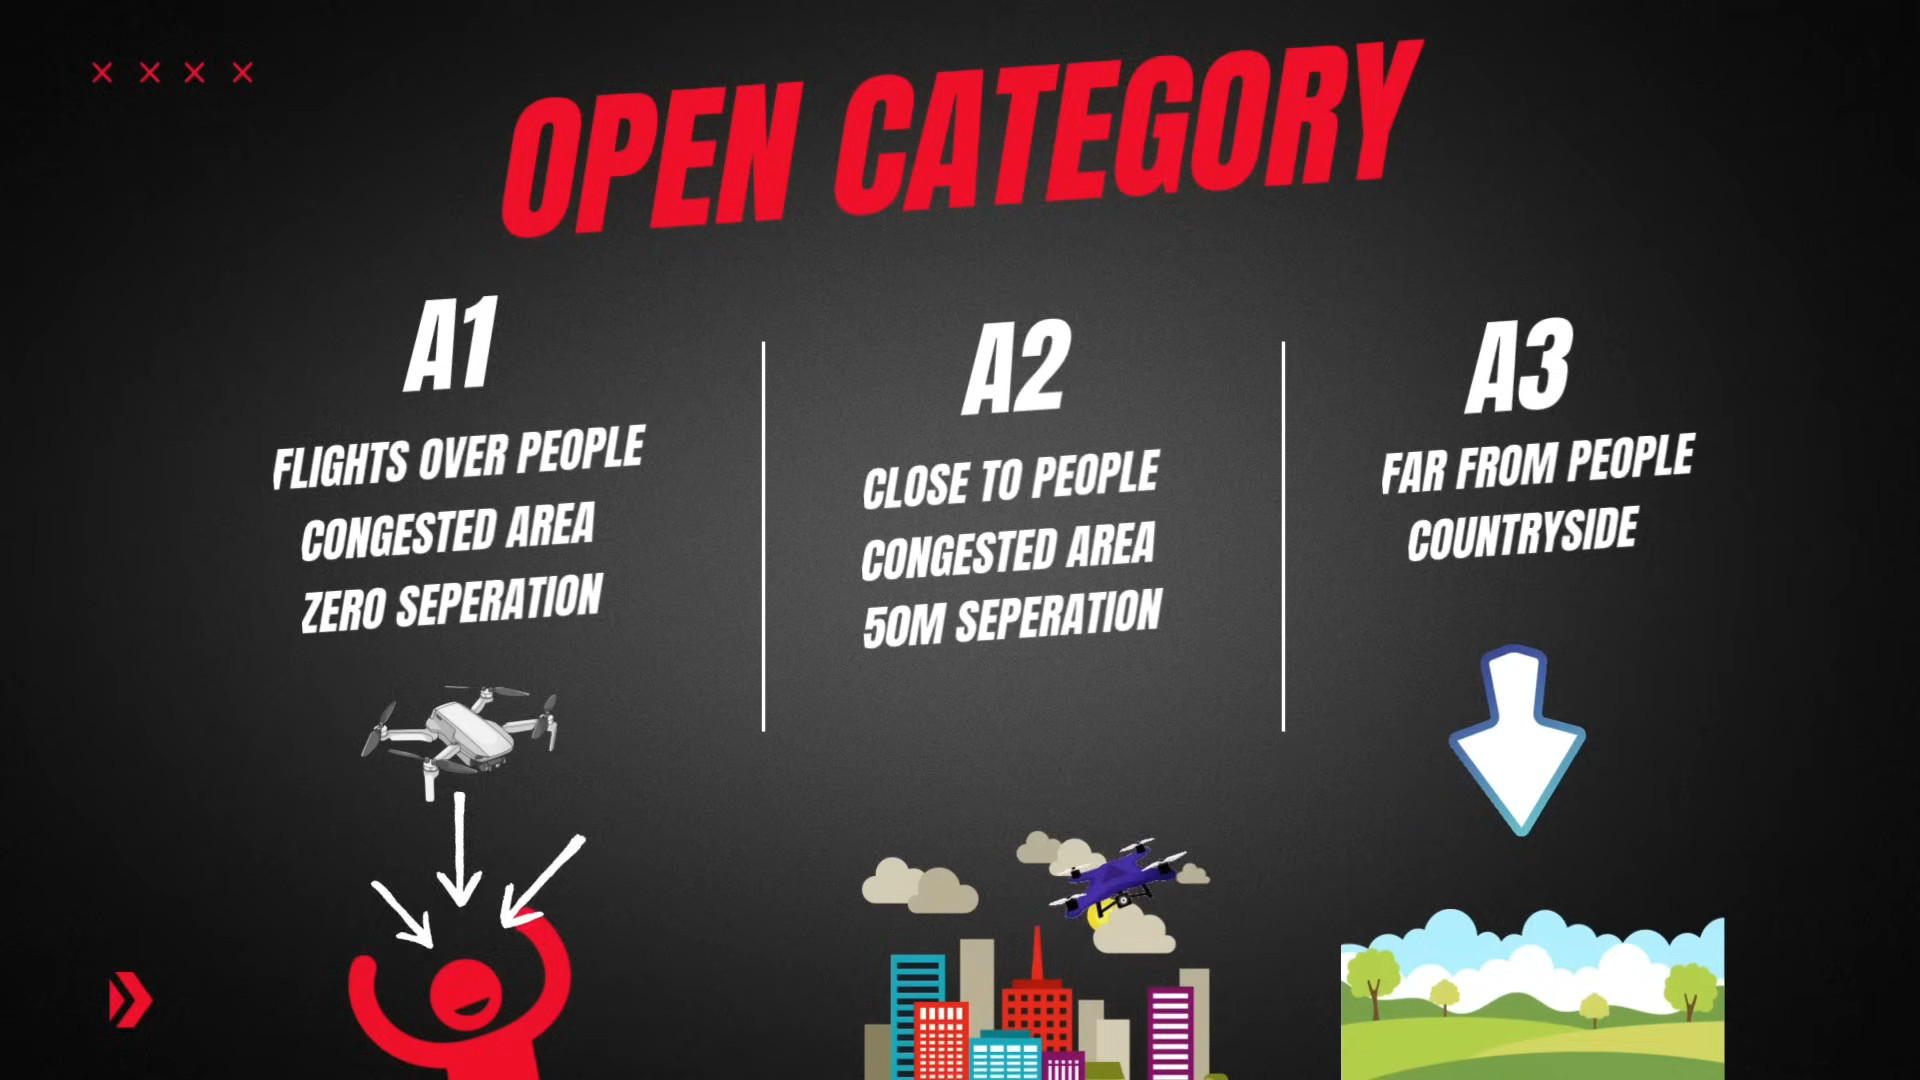 OPEN CATEGORY
A1
FLIGHTS OVER PEOPLE
CONGESTED AREA
ZERO SEPERATION
A2
CLOSE TO PEOPLE
CONGESTED AREA
50M SEPERATION
A3
FAR FROM PEOPLE
COUNTRYSIDE